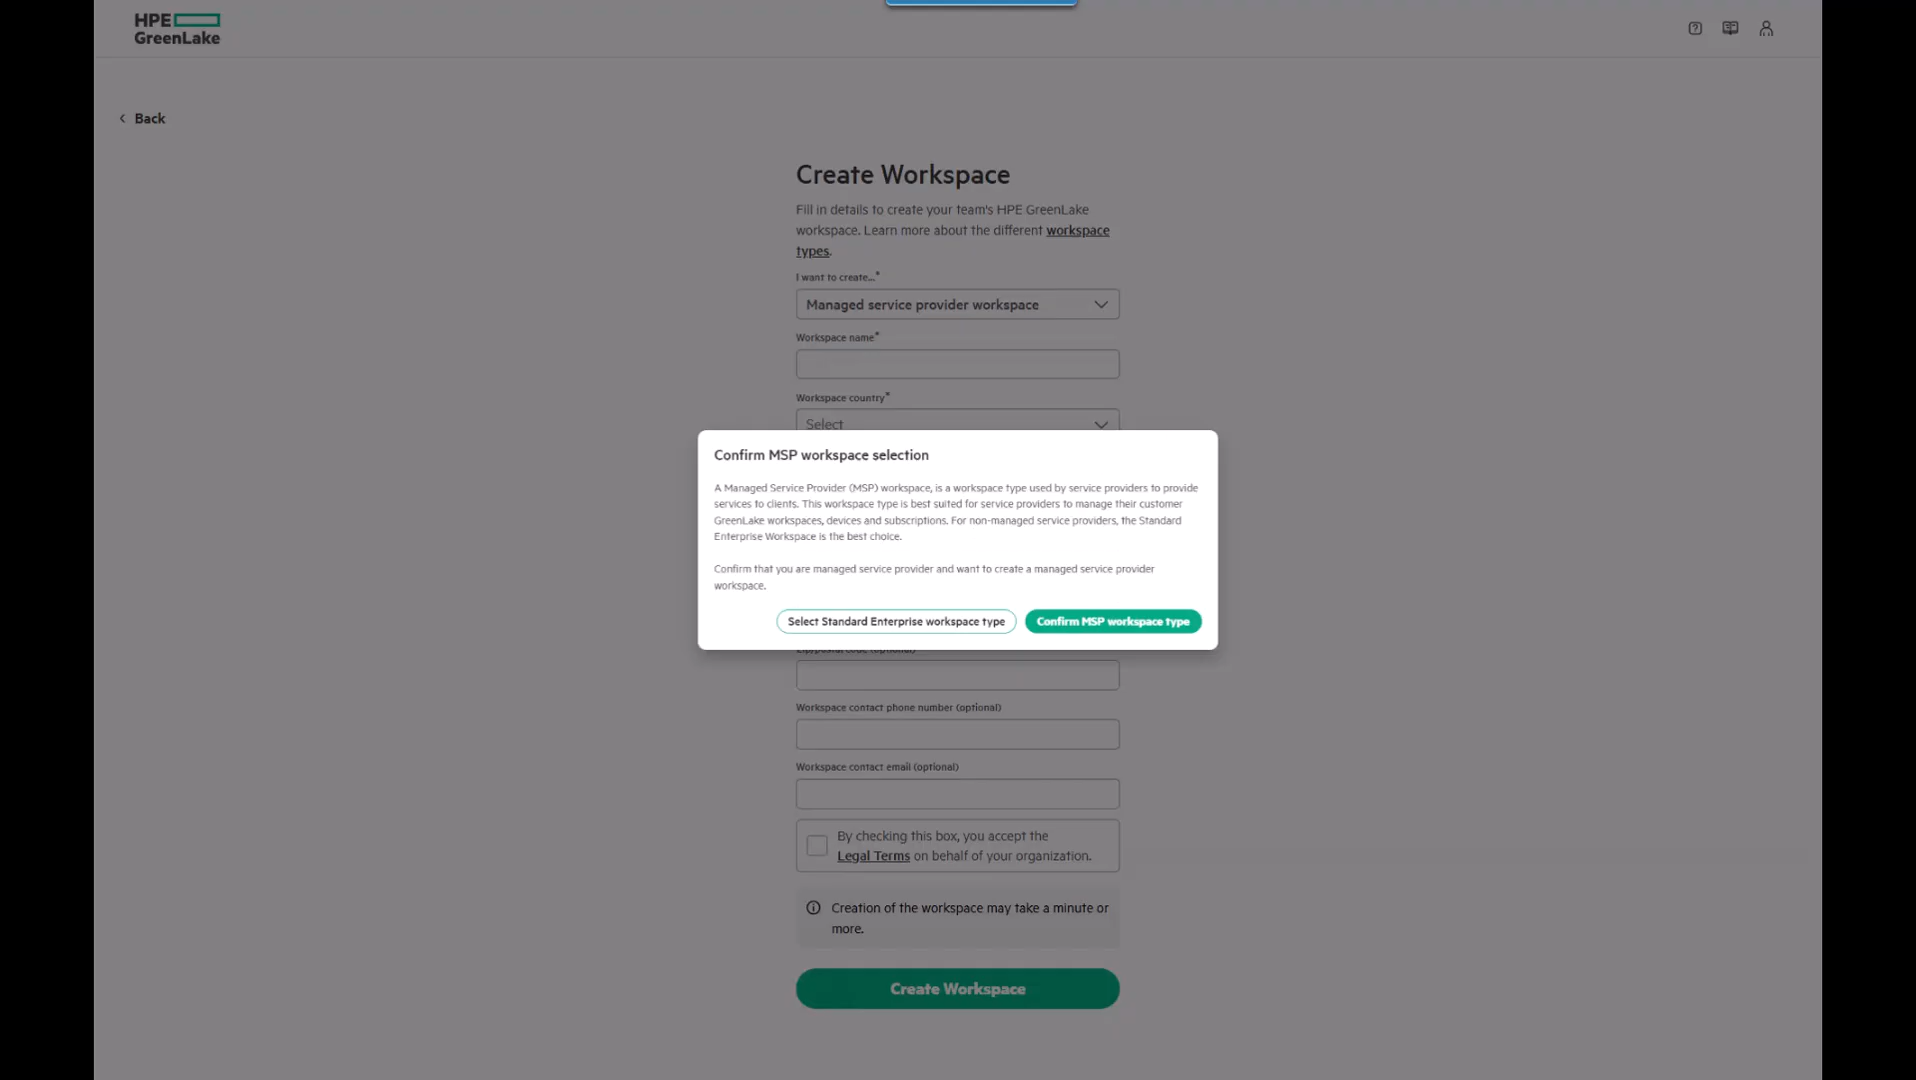 HPE
GreenLake
Back
Create Workspace
Fill in details to create your team's HPE GreenLake
workspace. Learn more about the different workspace
types.
I want to create...*
Managed service provider workspace
Workspace name*
Workspace country*
Select
Confirm MSP workspace selection
A Managed Service Provider (MSP) workspace, is a workspace type used by service providers to provide
services to clients. This workspace type is best suited for service providers to manage their customer
GreenLake workspaces, devices and subscriptions. For non-managed service providers, the Standard
Enterprise Workspace is the best choice.
Confirm that you are managed service provider and want to create a managed service provider
workspace.
Select Standard Enterprise workspace type
Confirm MSP workspace type
Zip/postal code (optional)
Workspace contact phone number (optional)
Workspace contact email (optional)
By checking this box, you accept the
Legal Terms on behalf of your organization.
Creation of the workspace may take a minute or
more.
Create Workspace